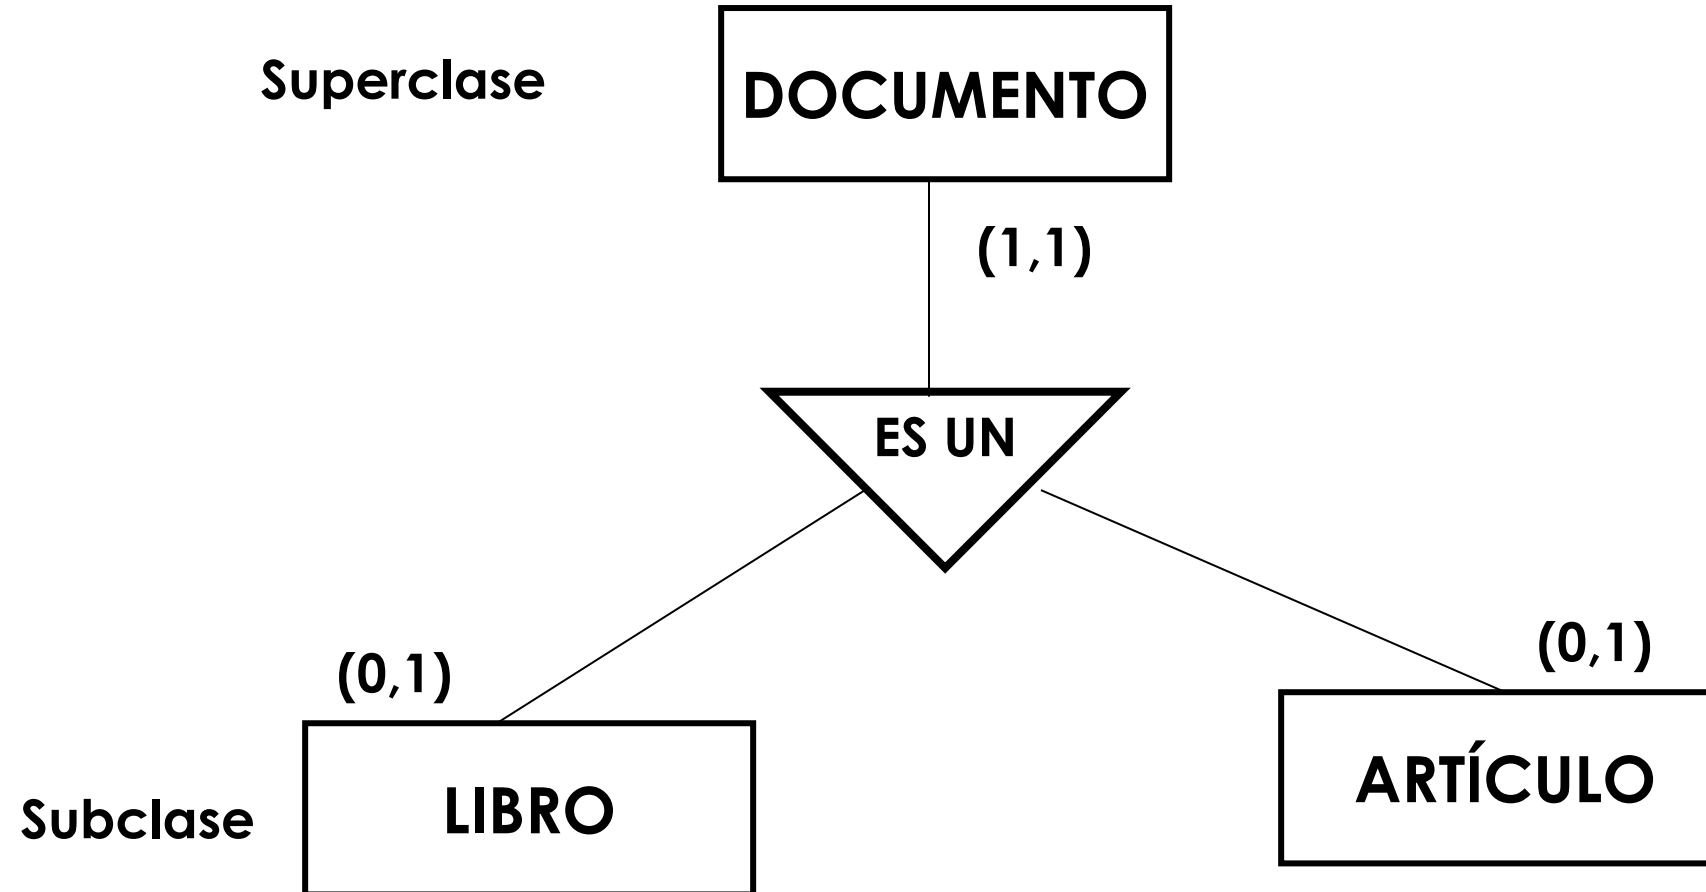 Superclase
DOCUMENTO
(1,1)
ES UN
(0,1)
(0,1)
Subclase
LIBRO
ARTÍCULO